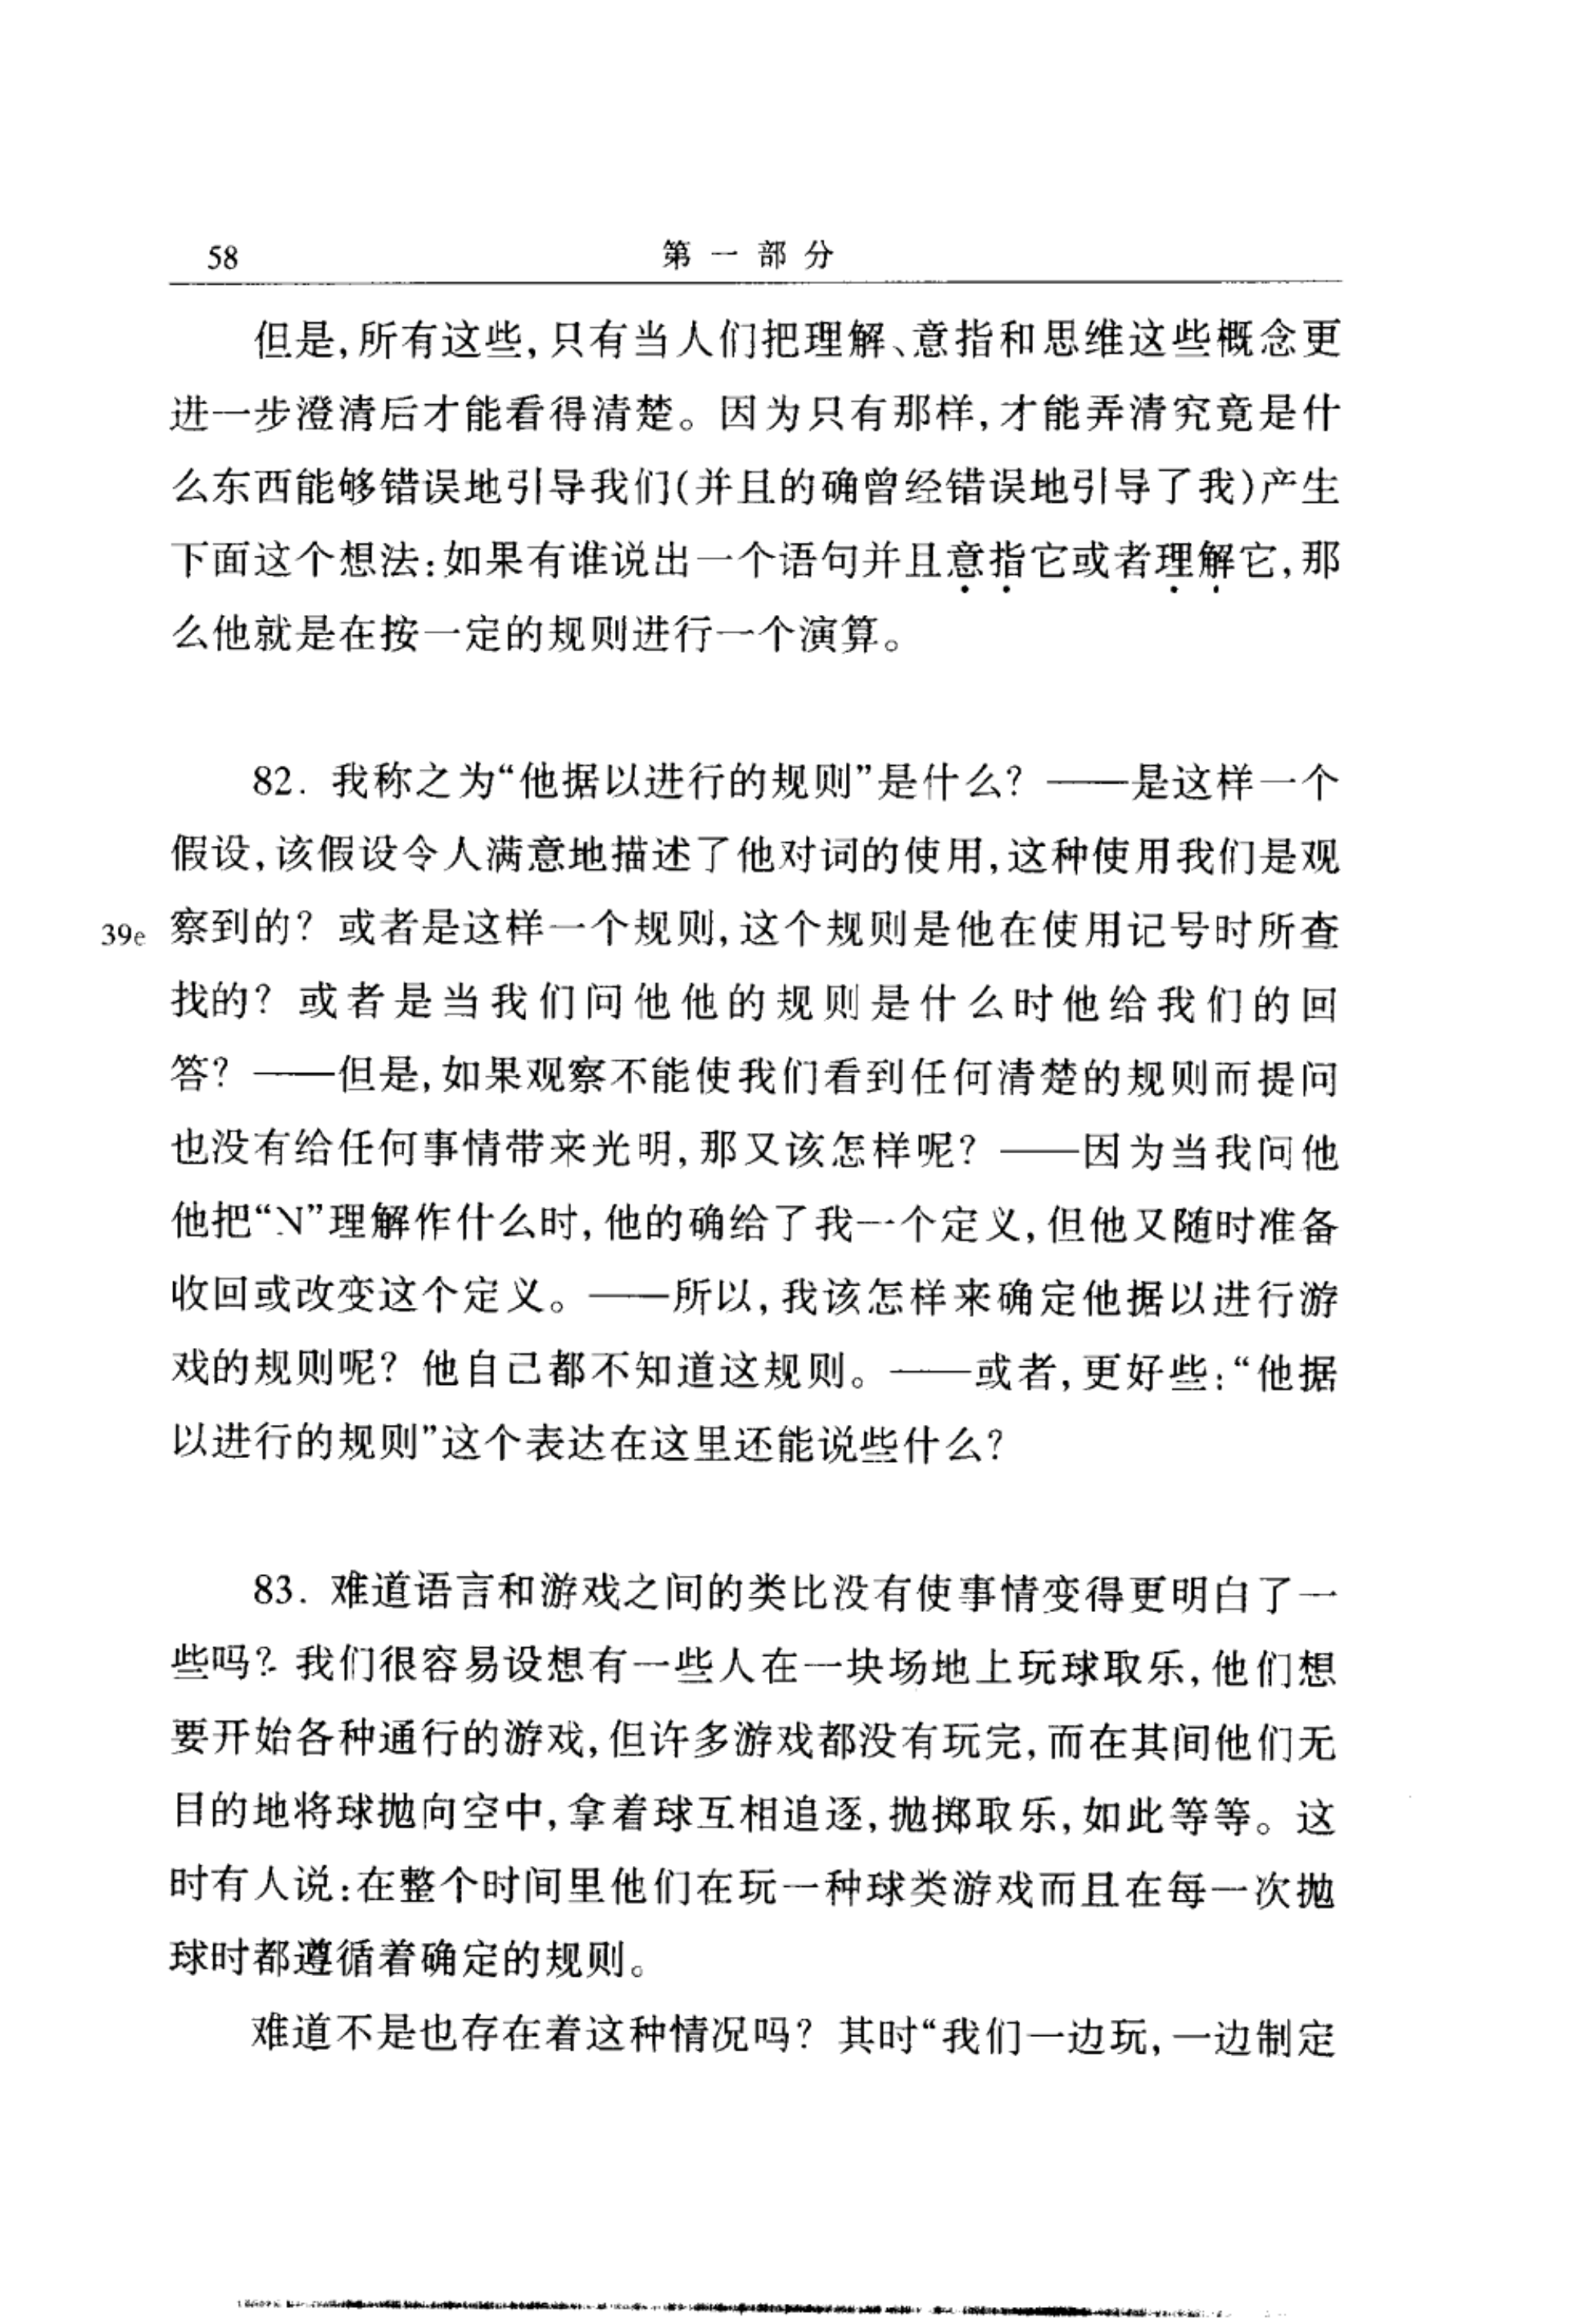 58 第一部分
但是,所有这些,只有当人们把理解、意指和思维这些概念更
进一步澄清后才能看得清楚。因为只有那样,才能弄清究竟是什
么东西能够错误地引导我们(并且的确曾经错误地引导了我)产生
下面这个想法:如果有谁说出一个语句并且意指它或者理解它,那
么他就是在按一定的规则进行一个演算。
82. 我称之为“他据以进行的规则”是什么? ——是这样一个
假设,该假设令人满意地描述了他对词的使用,这种使用我们是观
39e 察到的? 或者是这样一个规则,这个规则是他在使用记号时所查
找的? 或者是当我们问他他的规则是什么时他给我们的回
答? ——但是,如果观察不能使我们看到任何清楚的规则而提问
也没有给任何事情带来光明,那又该怎样呢? ——因为当我问他
他把“N”理解作什么时,他的确给了我一个定义,但他又随时准备
收回或改变这个定义。——所以,我该怎样来确定他据以进行游
戏的规则呢? 他自己都不知道这规则。——或者,更好些:“他据
以进行的规则”这个表达在这里还能说些什么?
83. 难道语言和游戏之间的类比没有使事情变得更明白了一
些吗? 我们很容易设想有一些人在一块场地上玩球取乐,他们想
要开始各种通行的游戏,但许多游戏都没有玩完,而在其间他们无
目的地将球抛向空中,拿着球互相追逐,抛掷取乐,如此等等。这
时有人说:在整个时间里他们在玩一种球类游戏而且在每一次抛
球时都遵循着确定的规则。
难道不是也存在着这种情况吗? 其时“我们一边玩,一边制定